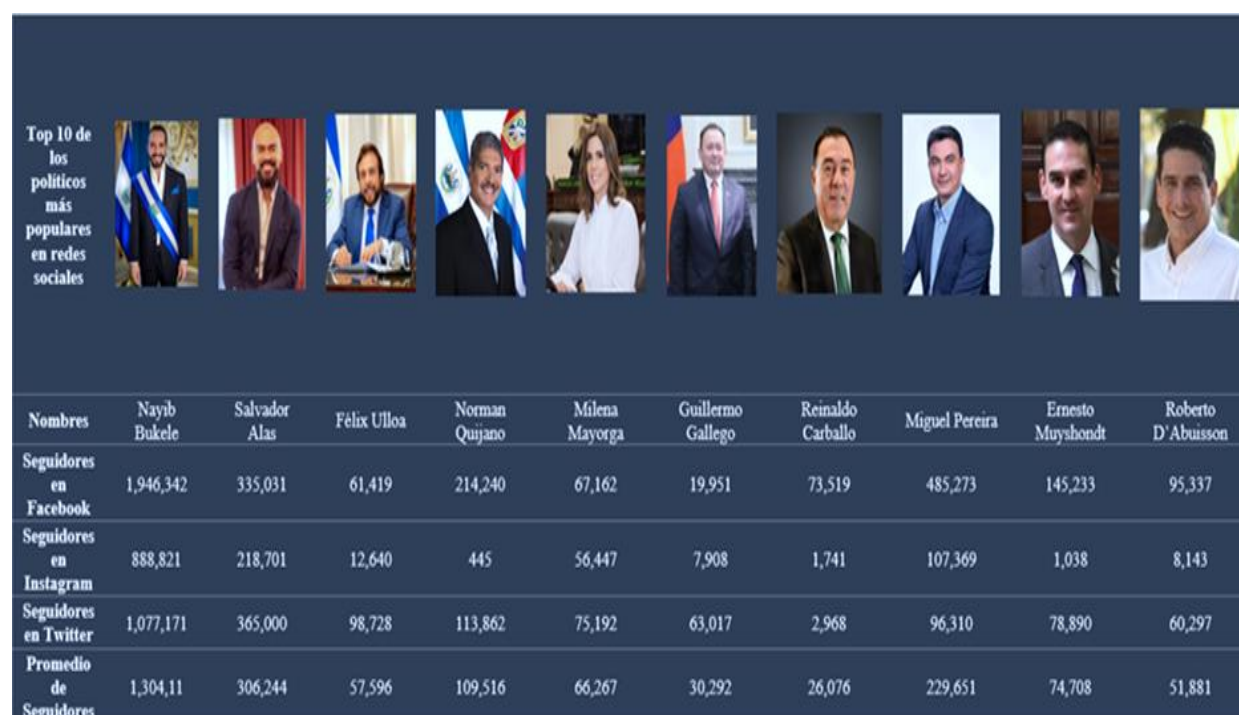 Top 10 de
los
políticos
más
populares
en redes
sociales
Nombres
Nayib
Bukele
Salvador
Alas
Félix Ulloa
Norman
Quijano
Milena
Mayorga
Guillermo
Gallego
Reinaldo
Carballo
Miguel Pereira
Ernesto
Muyshondt
Roberto
D'Abuisson
Seguidores
en
Facebook
1,946,342
335,031
61,419
214,240
67,162
19,951
73,519
485,273
145,233
95,337
Seguidores
en
Instagram
888,821
218,701
12,640
445
56,447
7,908
1,741
107,369
1,038
8,143
Seguidores
en Twitter
1,077,171
365,000
98,728
113,862
75,192
63,017
2,968
96,310
78,890
60,297
Promedio
de
Seguidores
1,304,11
306,244
57,596
109,516
66,267
30,292
26,076
229,651
74,708
51,881